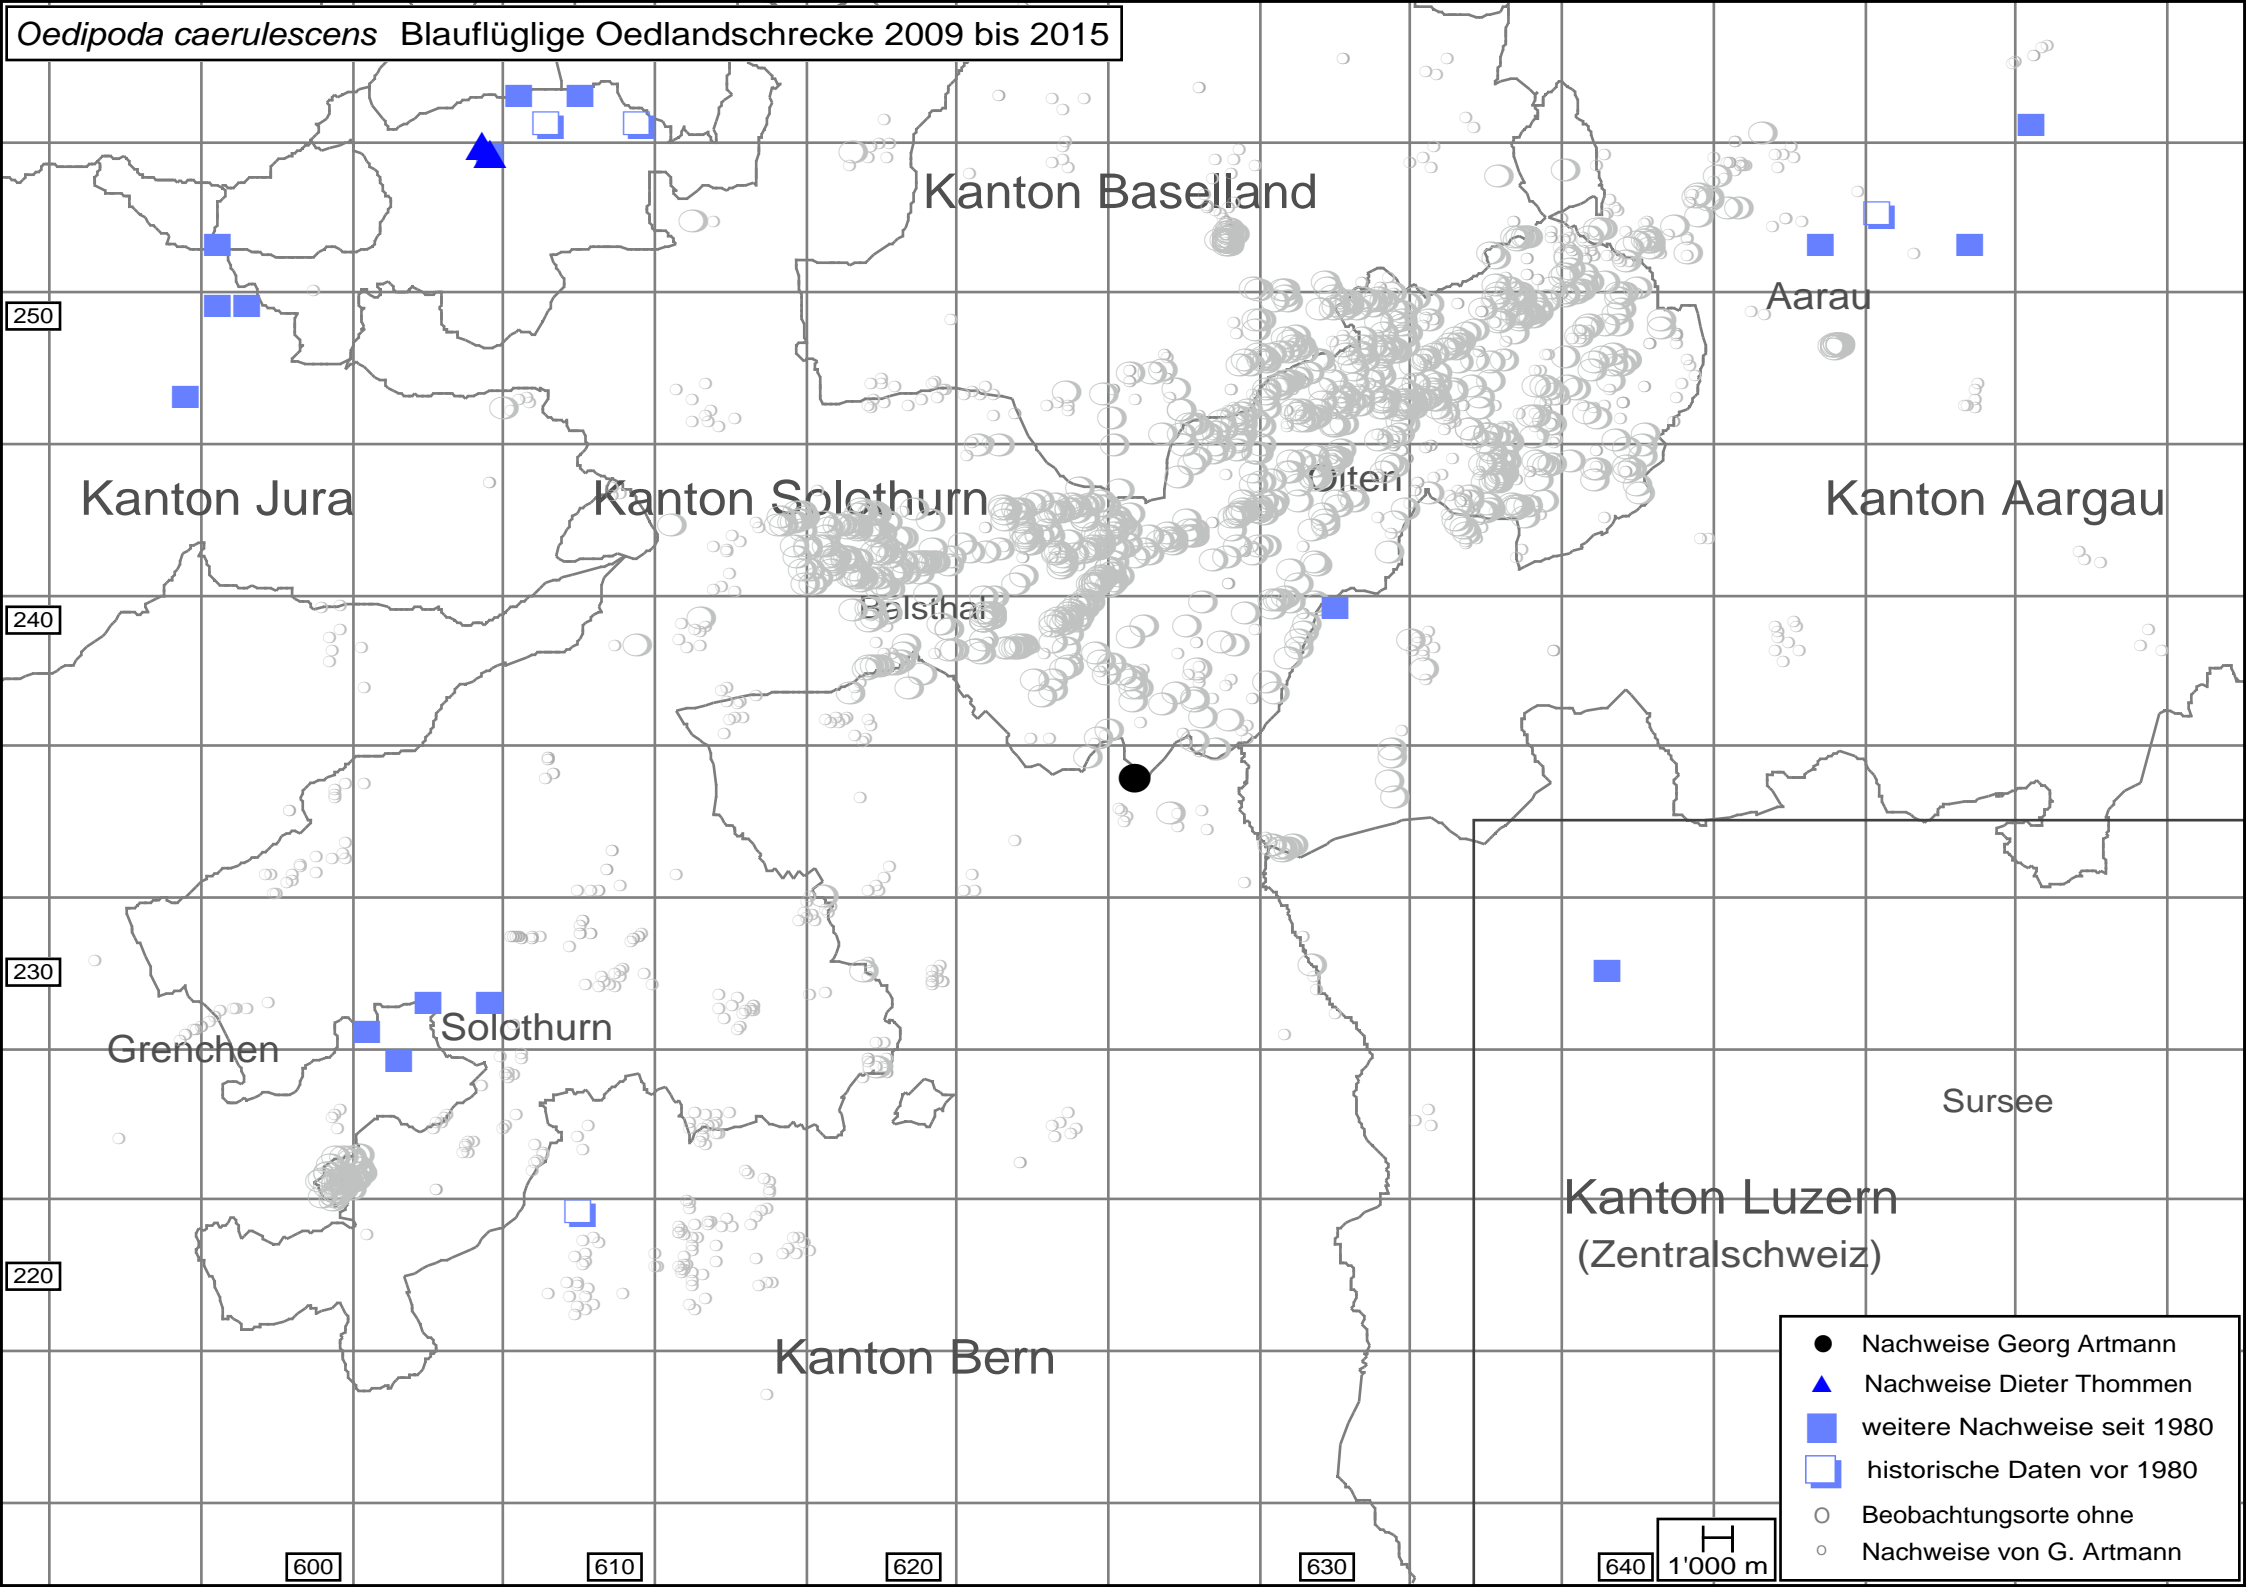 Oedipoda caerulescens Blauflüglige Oedlandschrecke 2009 bis 2015
Kanton Baselland
Aarau
250
Olten
Kanton Jura
Kanton Solothurn
Kanton Aargau
Balsthal
240
230
Solothurn
Grenchen
Sursee
Kanton Luzern
(Zentralschweiz)
220
Kanton Bern
Nachweise Georg Artmann
Nachweise Dieter Thommen
weitere Nachweise seit 1980
historische Daten vor 1980
Beobachtungsorte ohne
Nachweise von G. Artmann
600
610
620
630
640
1'000 m